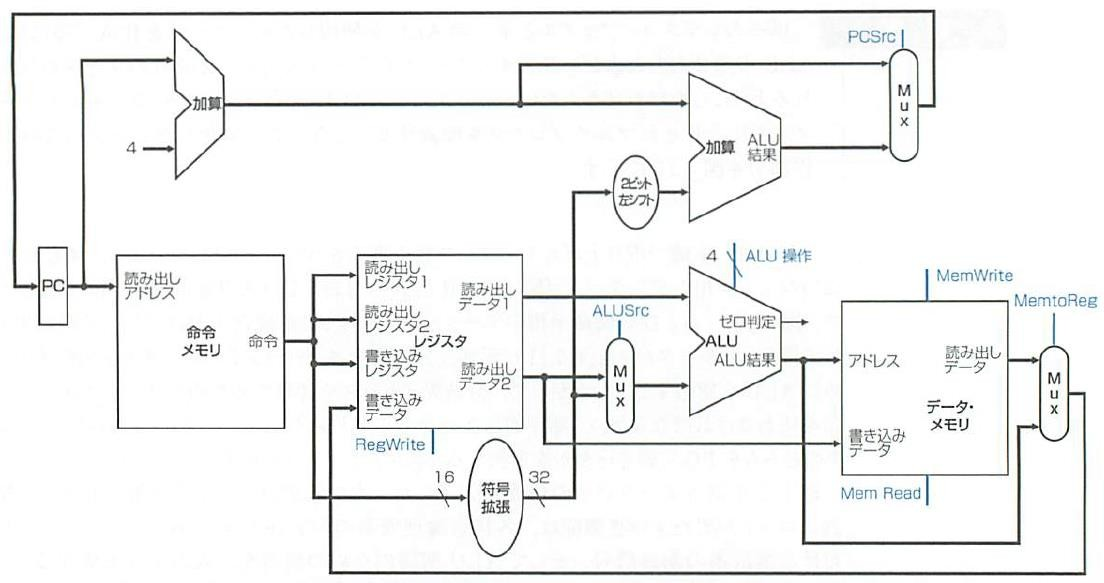 PCSrc
Mux
加算
4
加算
ALU
結果
2ビット
左シフト
PC
読み出し
アドレス
命令
命令
メモリ
読み出し
レジスタ1
読み出し
レジスタ2
書き込み
レジスタ
書き込み
データ
レジスタ
読み出し
データ1
読み出し
データ2
RegWrite
ALUSrc
Mux
4
ALU 操作
ゼロ判定
ALU
ALU結果
MemWrite
アドレス
読み出し
データ
データ・
メモリ
書き込み
データ
Mem Read
MemtoReg
Mux
16
符号
拡張
32